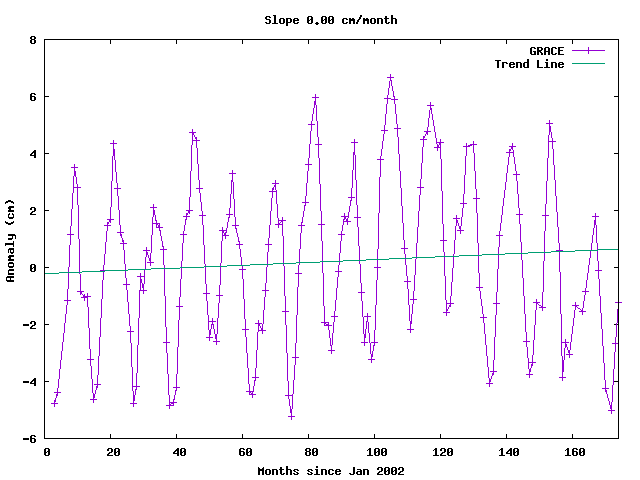 Slope 0.00 cm/month
GRACE
Trend Line
Anomaly (cm)
8
6
4
2
0
-2
-4
-6
0 20 40 60 80 100 120 140 160
Months since Jan 2002